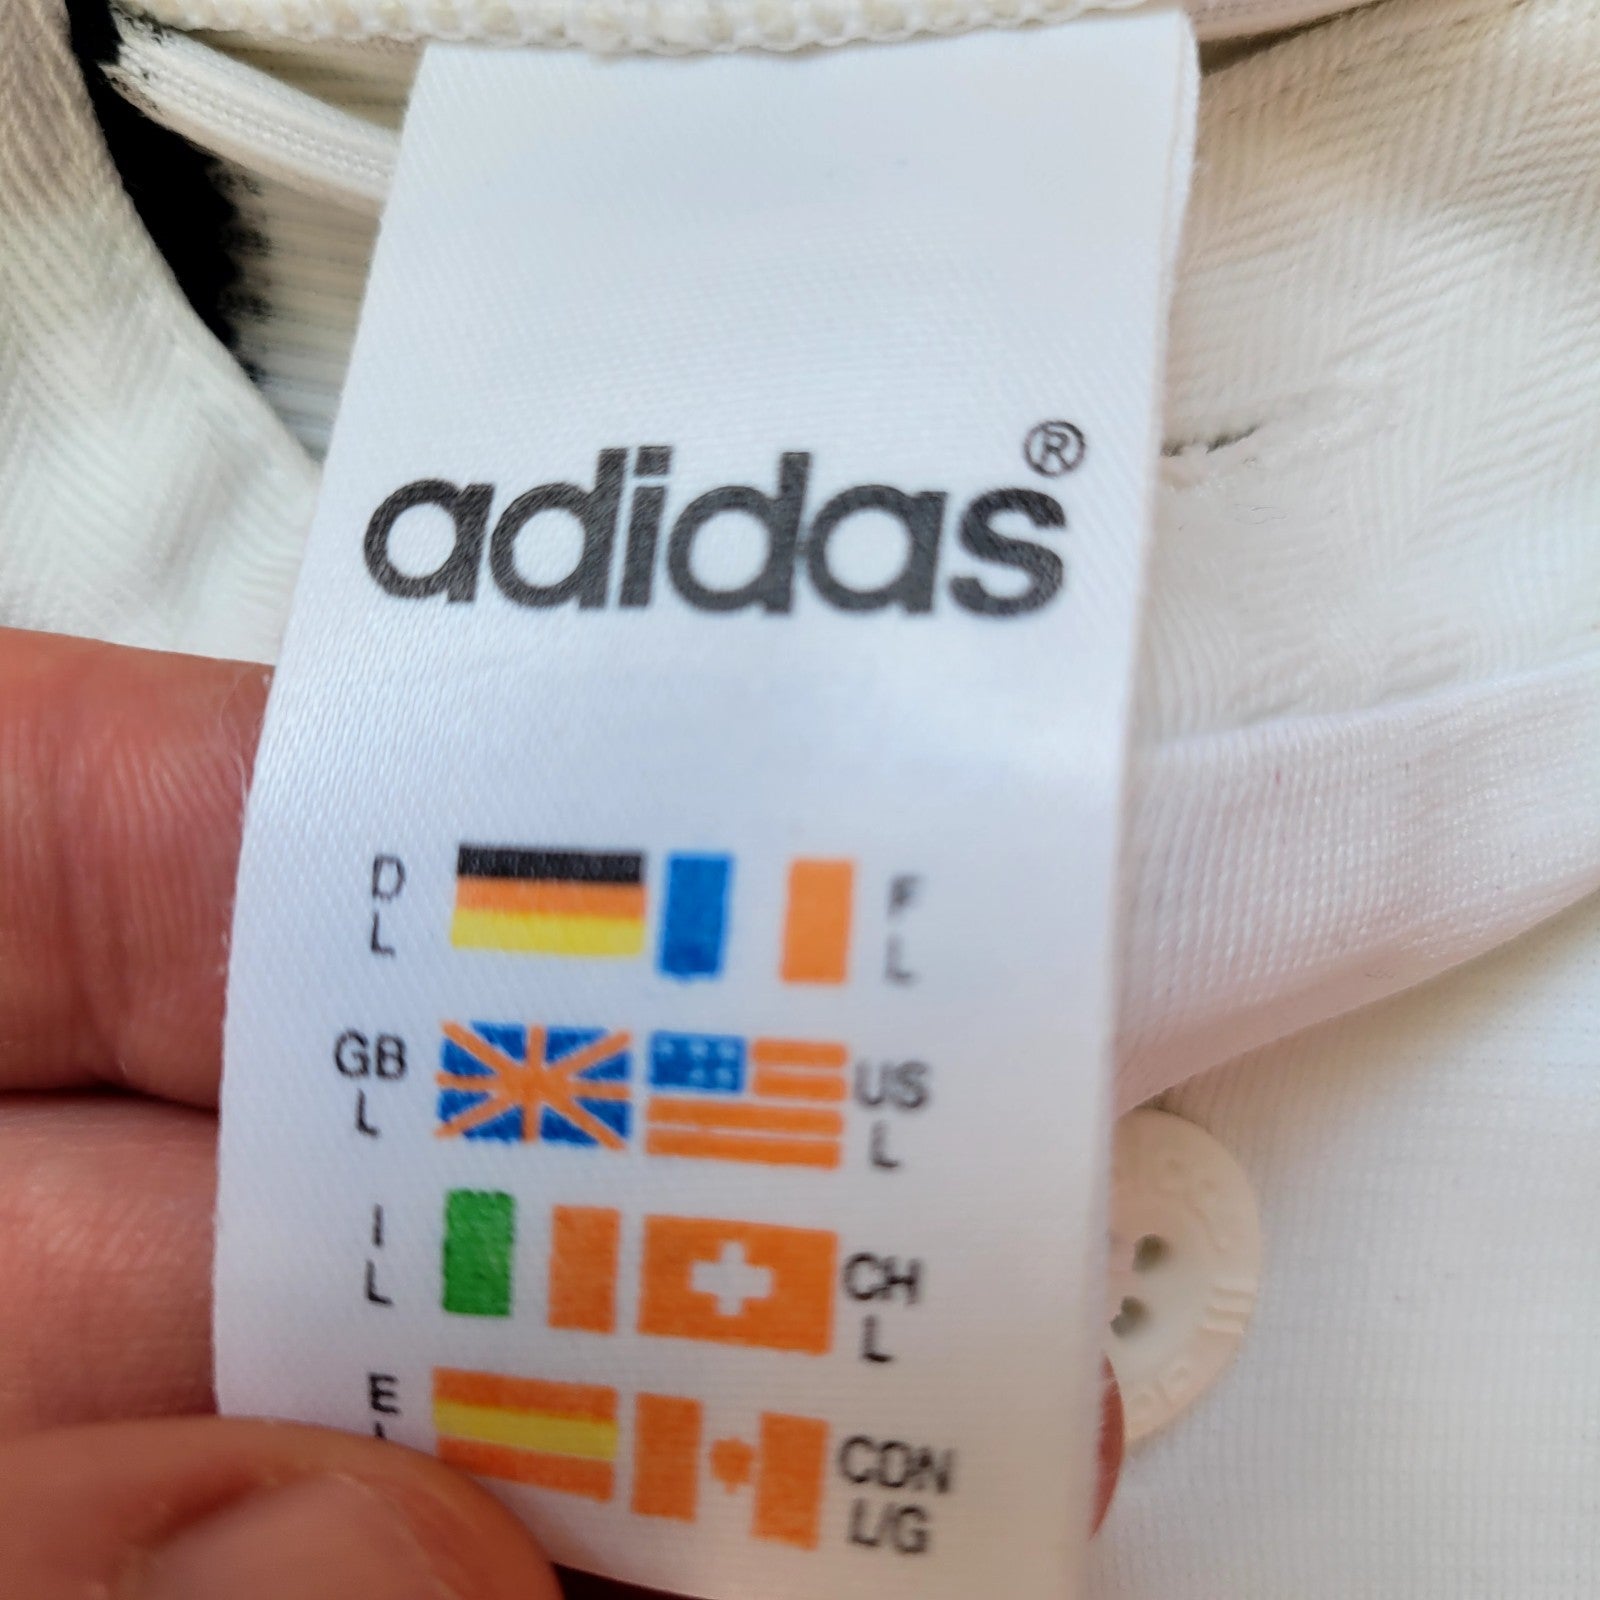 adidas®
D F
L L
GB US
L L
I CH
L L
E CDN
L/G